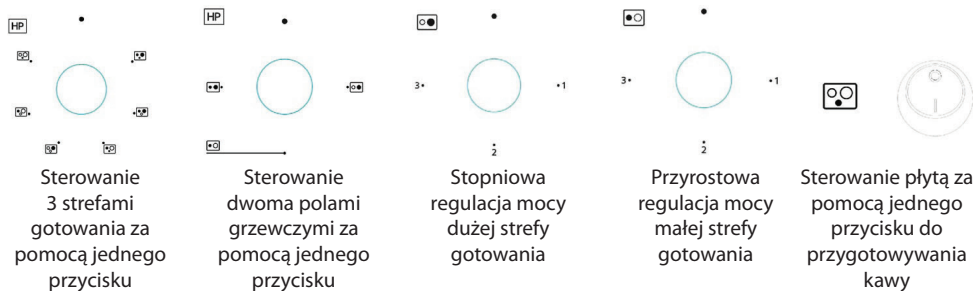 HP
HP
3
1
2
3
1
2
Sterowanie
3 strefami
gotowania za
pomocą jednego
przycisku
Sterowanie
dwoma polami
grzewczymi za
pomocą jednego
przycisku
Stopniowa
regulacja mocy
dużej strefy
gotowania
Przyrostowa
regulacja mocy
małej strefy
gotowania
Sterowanie płytą za
pomocą jednego
przycisku do
przygotowywania
kawy